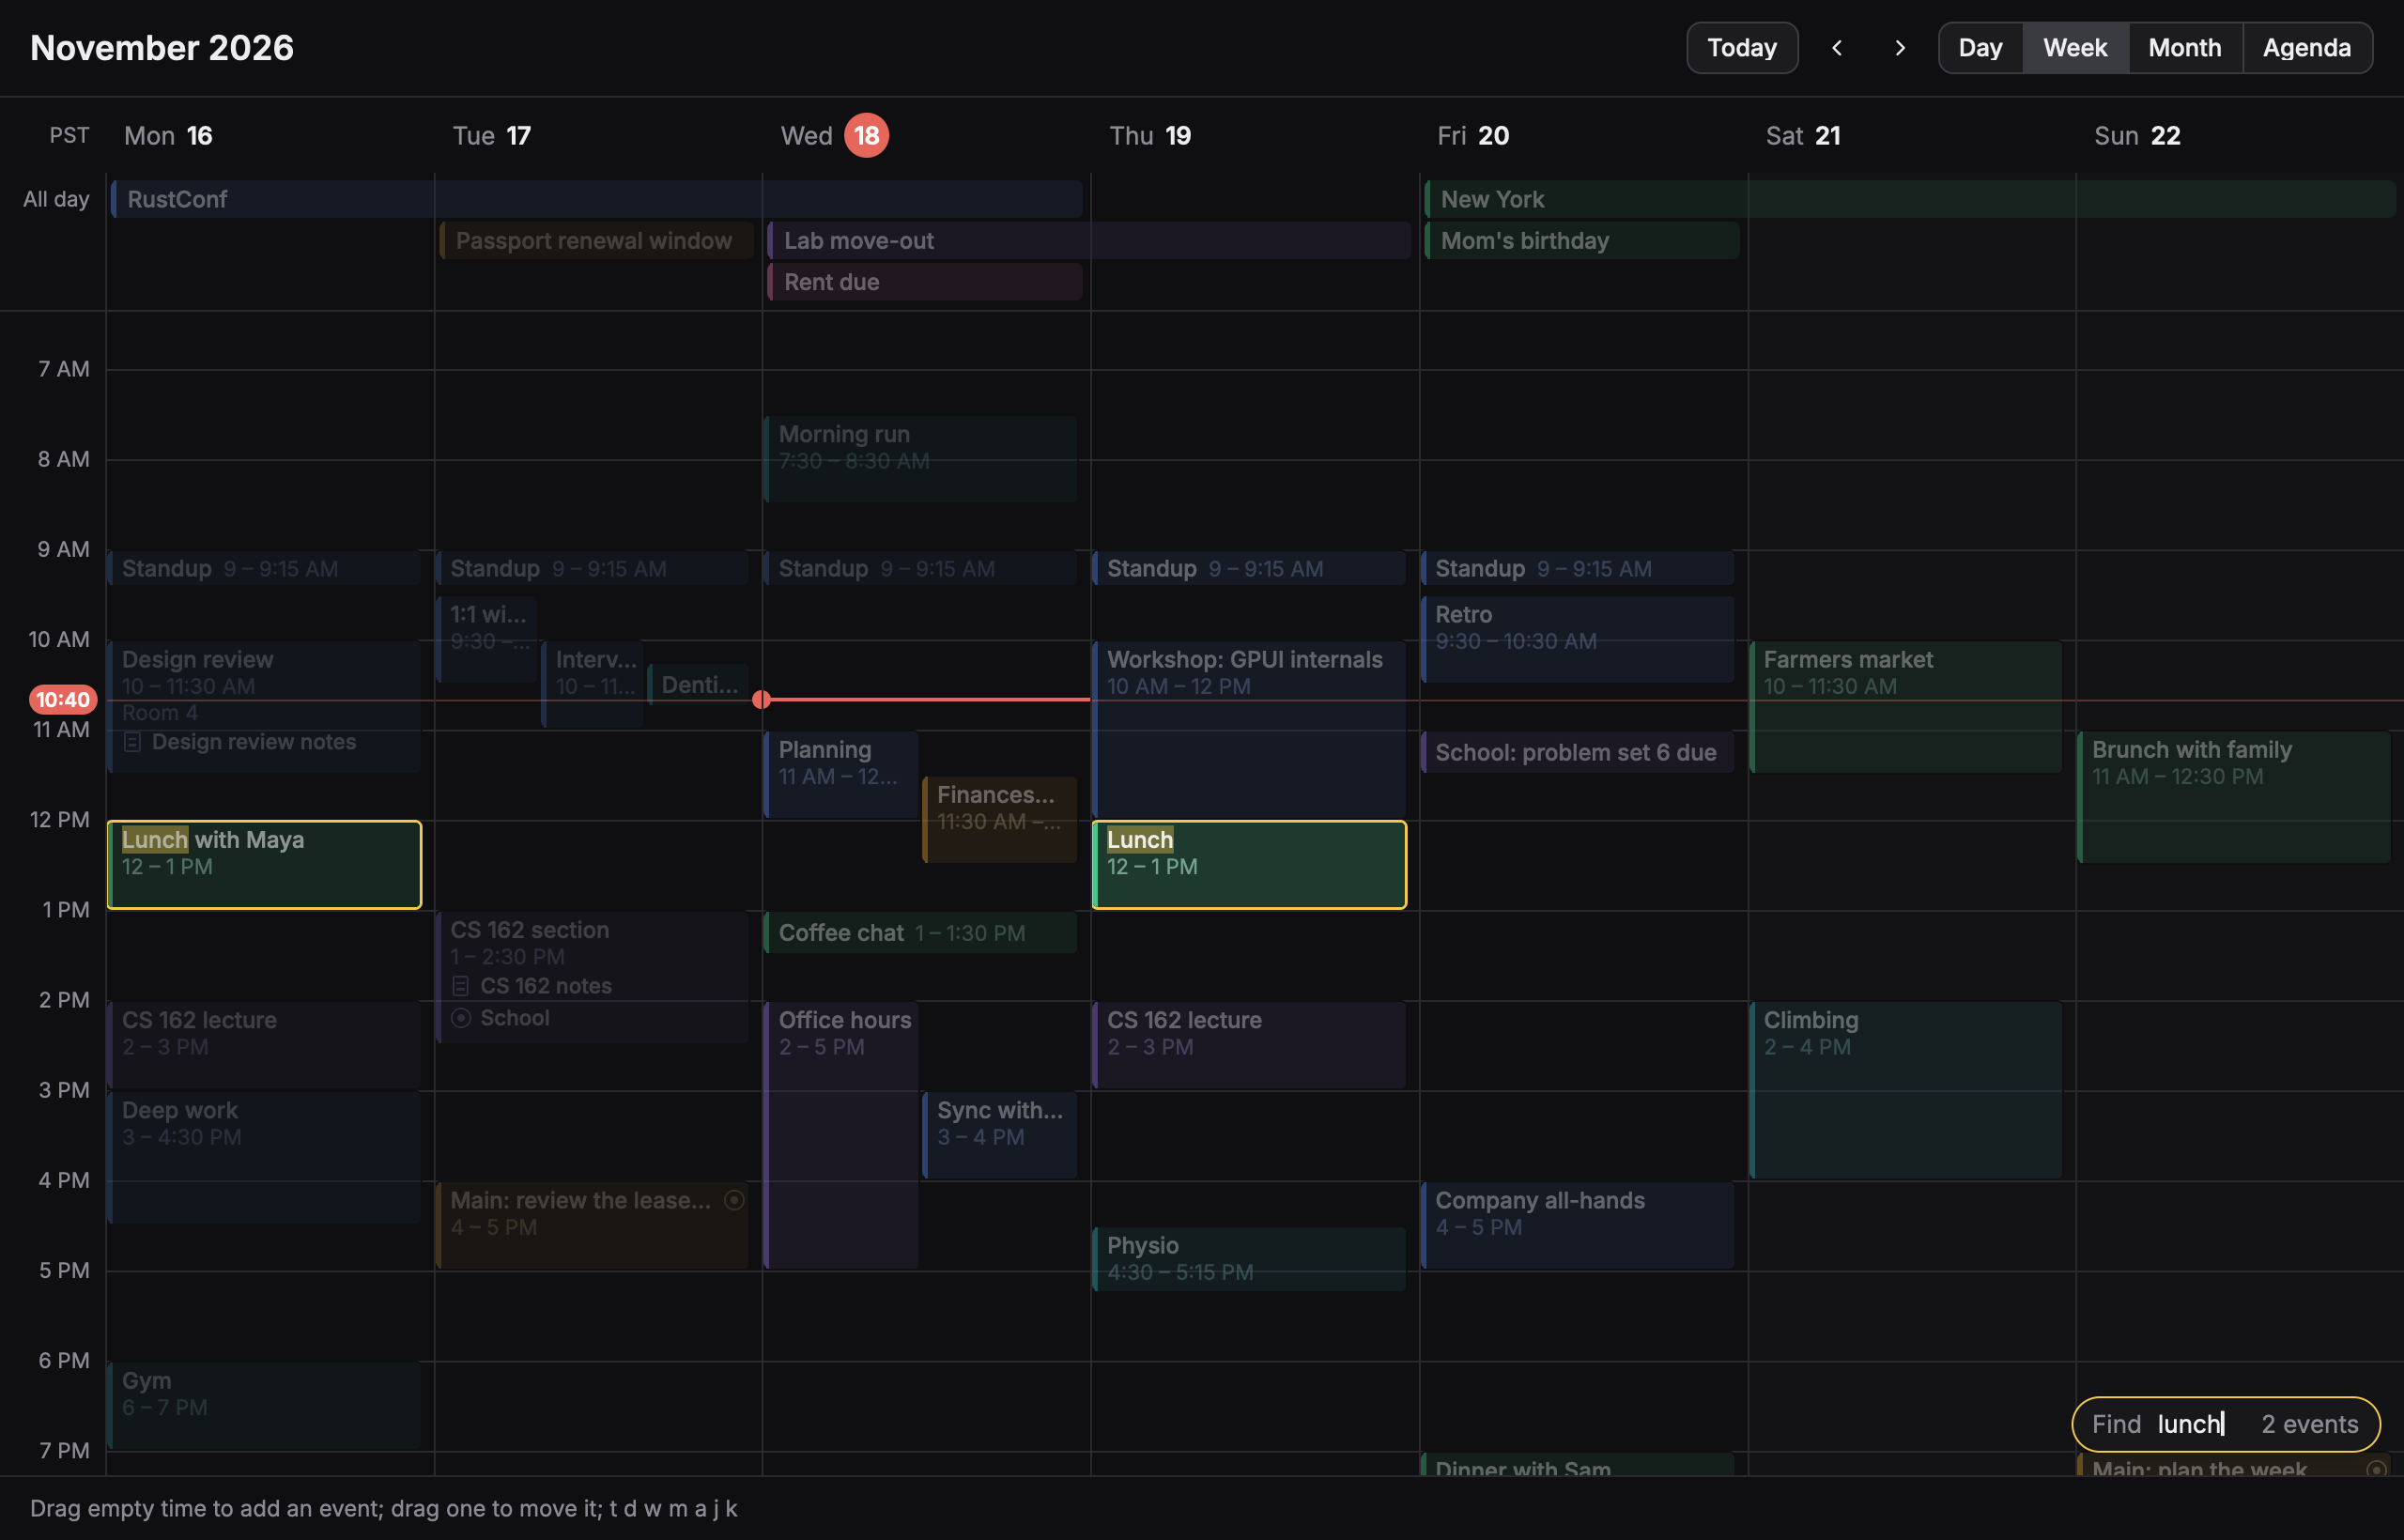 November 2026
Today
Day
Week
Month
Agenda
PST
Mon 16
Tue 17
Wed 18
Thu 19
Fri 20
Sat 21
Sun 22
All day
RustConf
New York
Passport renewal window
Lab move-out
Mom's birthday
Rent due
7 AM
8 AM
9 AM
10 AM
10:40
11 AM
12 PM
1 PM
2 PM
3 PM
4 PM
5 PM
6 PM
7 PM
Standup 9 – 9:15 AM
Design review
10 – 11:30 AM
Room 4
Design review notes
Lunch with Maya
12 – 1 PM
CS 162 lecture
2 – 3 PM
Deep work
3 – 4:30 PM
Gym
6 – 7 PM
Standup 9 – 9:15 AM
1:1 wi…
9:30 –…
Interv…
10 – 11…
Denti…
CS 162 section
1 – 2:30 PM
CS 162 notes
School
Main: review the lease…
4 – 5 PM
Morning run
7:30 – 8:30 AM
Standup 9 – 9:15 AM
Planning
11 AM – 12…
Finances…
11:30 AM –…
Coffee chat 1 – 1:30 PM
Office hours
2 – 5 PM
Sync with…
3 – 4 PM
Standup 9 – 9:15 AM
Workshop: GPUI internals
10 AM – 12 PM
Lunch
12 – 1 PM
CS 162 lecture
2 – 3 PM
Physio
4:30 – 5:15 PM
Standup 9 – 9:15 AM
Retro
9:30 – 10:30 AM
School: problem set 6 due
Company all-hands
4 – 5 PM
Dinner with Sam
Farmers market
10 – 11:30 AM
Climbing
2 – 4 PM
Brunch with family
11 AM – 12:30 PM
Find lunch 2 events
Main: plan the week
Drag empty time to add an event; drag one to move it; t d w m a j k